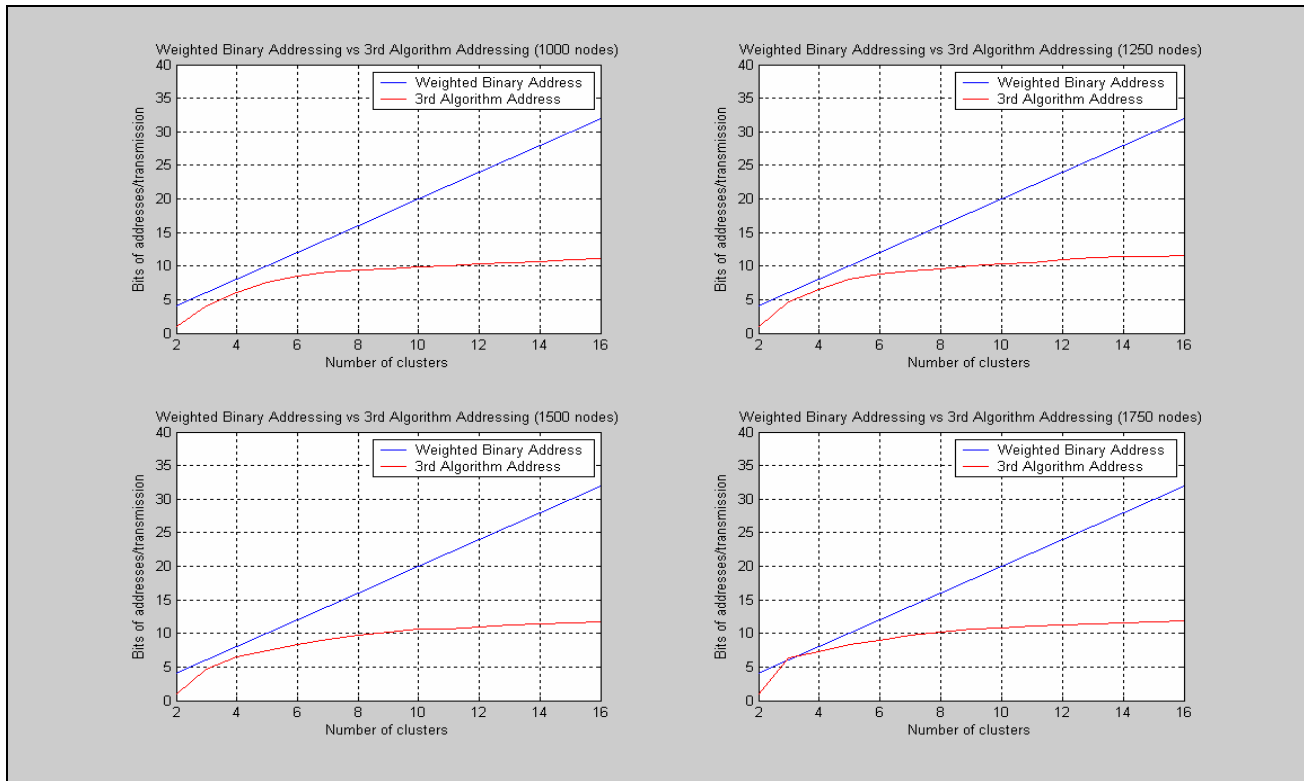 Weighted Binary Addressing vs 3rd Algorithm Addressing (1000 nodes)
40
35
30
25
20
15
10
5
0
Bits of addresses/transmission
Weighted Binary Address
3rd Algorithm Address
2 4 6 8 10 12 14 16
Number of clusters
Weighted Binary Addressing vs 3rd Algorithm Addressing (1250 nodes)
40
35
30
25
20
15
10
5
0
Bits of addresses/transmission
Weighted Binary Address
3rd Algorithm Address
2 4 6 8 10 12 14 16
Number of clusters
Weighted Binary Addressing vs 3rd Algorithm Addressing (1500 nodes)
40
35
30
25
20
15
10
5
0
Bits of addresses/transmission
Weighted Binary Address
3rd Algorithm Address
2 4 6 8 10 12 14 16
Number of clusters
Weighted Binary Addressing vs 3rd Algorithm Addressing (1750 nodes)
40
35
30
25
20
15
10
5
0
Bits of addresses/transmission
Weighted Binary Address
3rd Algorithm Address
2 4 6 8 10 12 14 16
Number of clusters